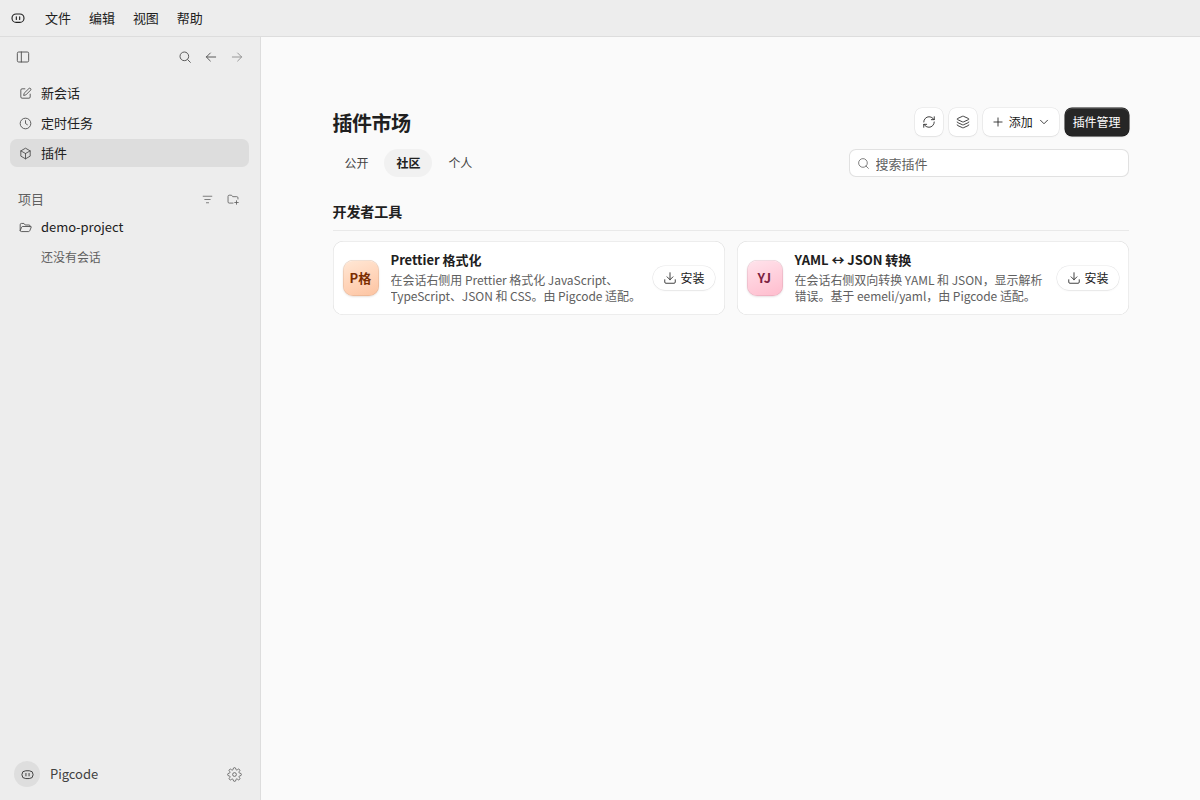 文件 编辑 视图 帮助
新会话
定时任务
插件
项目
demo-project
还没有会话
Pigcode
插件市场
添加
插件管理
公开 社区 个人
搜索插件
开发者工具
P格
Prettier 格式化
在会话右侧用 Prettier 格式化 JavaScript、
TypeScript、JSON 和 CSS。由 Pigcode 适配。
安装
YJ
YAML ↔ JSON 转换
在会话右侧双向转换 YAML 和 JSON，显示解析
错误。基于 eemeli/yaml，由 Pigcode 适配。
安装